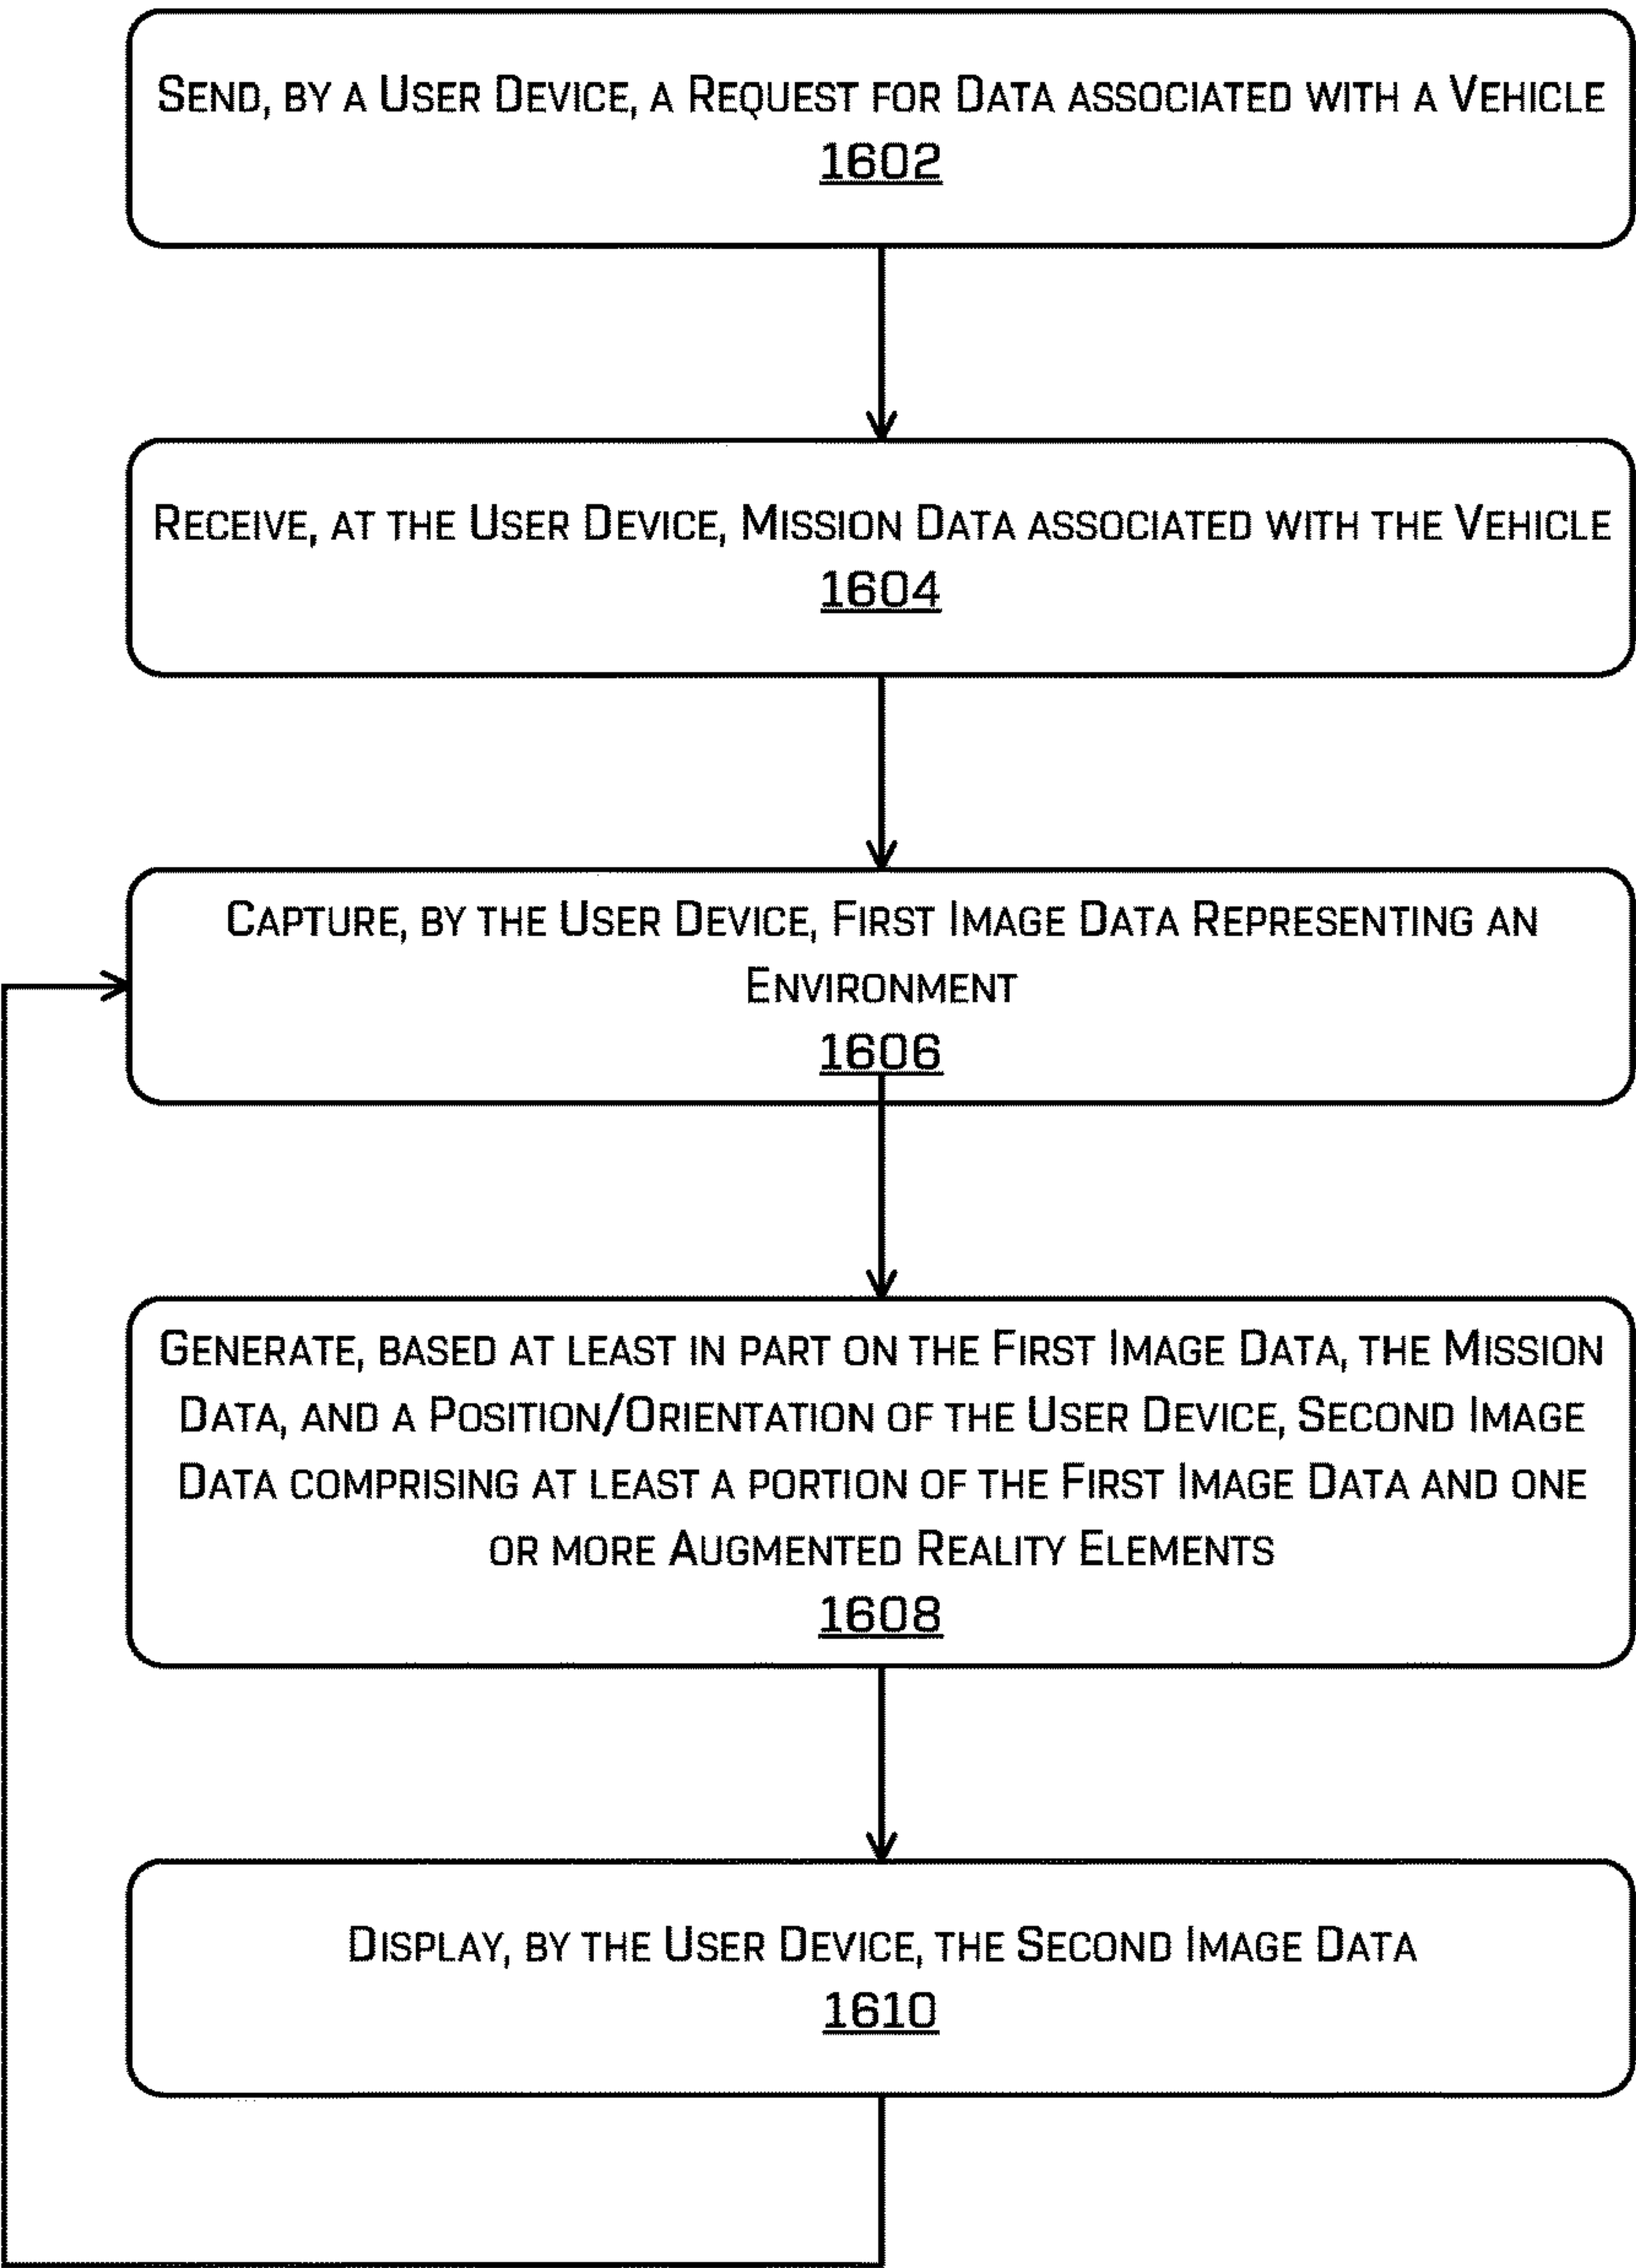 Send, by a User Device, a Request for Data associated with a Vehicle
1602
Receive, at the User Device, Mission Data associated with the Vehicle
1604
Capture, by the User Device, First Image Data Representing an
Environment
1606
Generate, based at least in part on the First Image Data, the Mission
Data, and a Position/Orientation of the User Device, Second Image
Data comprising at least a portion of the First Image Data and one
or more Augmented Reality Elements
1608
Display, by the User Device, the Second Image Data
1610